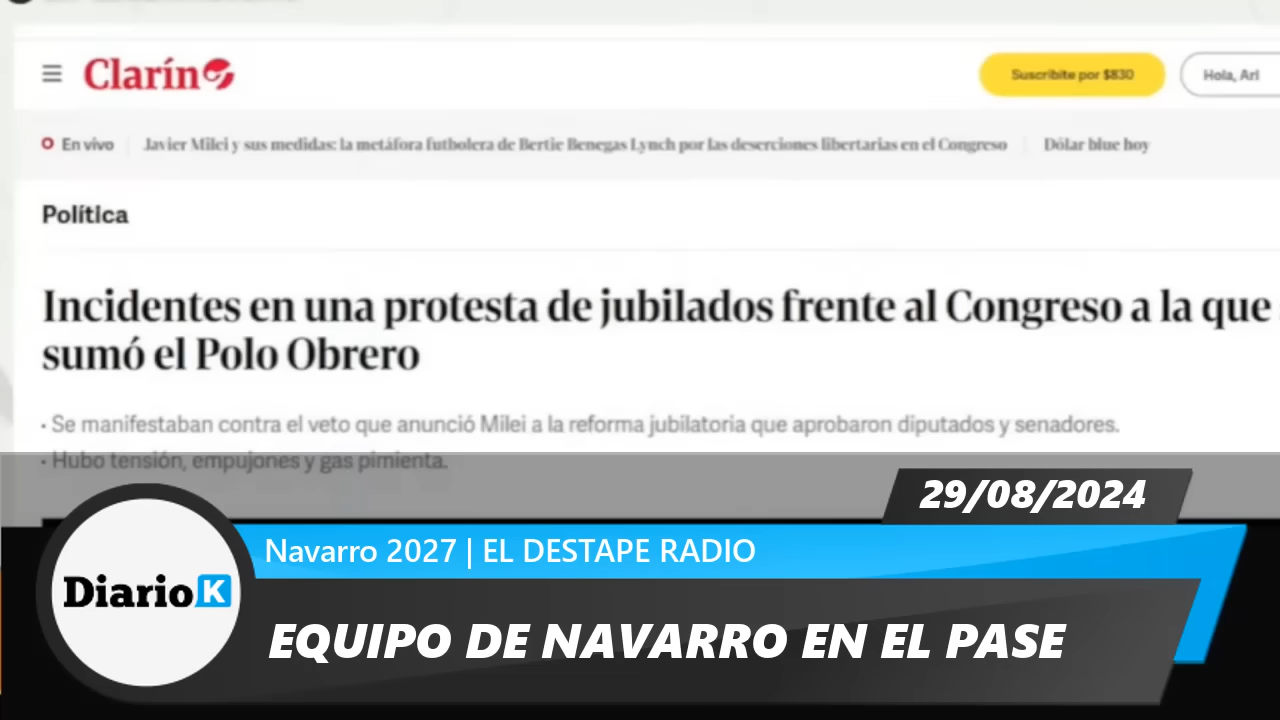 Clarín
Suscribite por $830
Hola, Ari
En vivo
Javier Milei y sus medidas: la metáfora futbolera de Bertie Benegas Lynch por las deserciones libertarias en el Congreso
Dólar blue hoy
Política
Incidentes en una protesta de jubilados frente al Congreso a la que
sumó el Polo Obrero
· Se manifestaban contra el veto que anunció Milei a la reforma jubilatoria que aprobaron diputados y senadores.
· Hubo tensión, empujones y gas pimienta.
29/08/2024
Navarro 2027 | EL DESTAPE RADIO
DiarioK
EQUIPO DE NAVARRO EN EL PASE